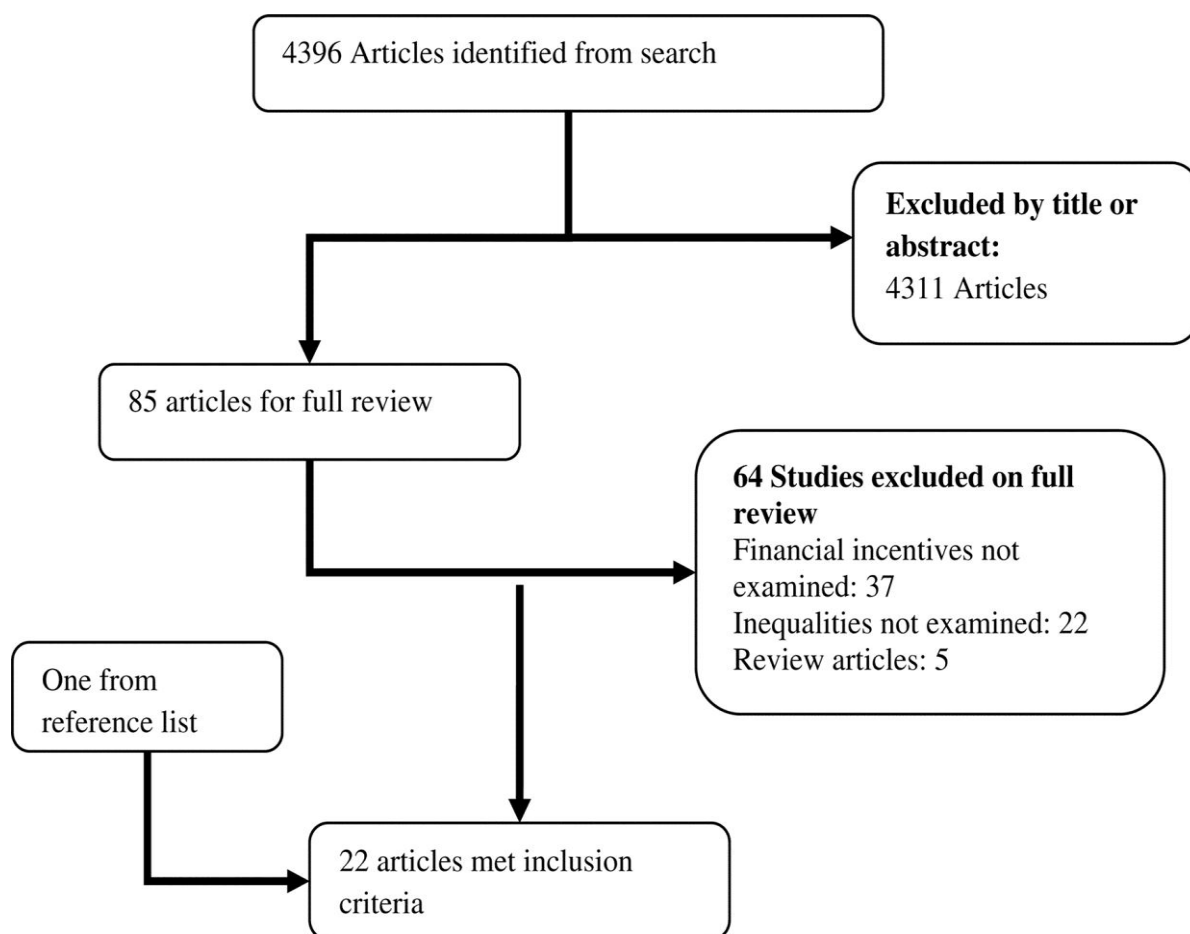 4396 Articles identified from search
Excluded by title or
abstract:
4311 Articles
85 articles for full review
64 Studies excluded on full
review
Financial incentives not
examined: 37
Inequalities not examined: 22
Review articles: 5
One from
reference list
22 articles met inclusion
criteria